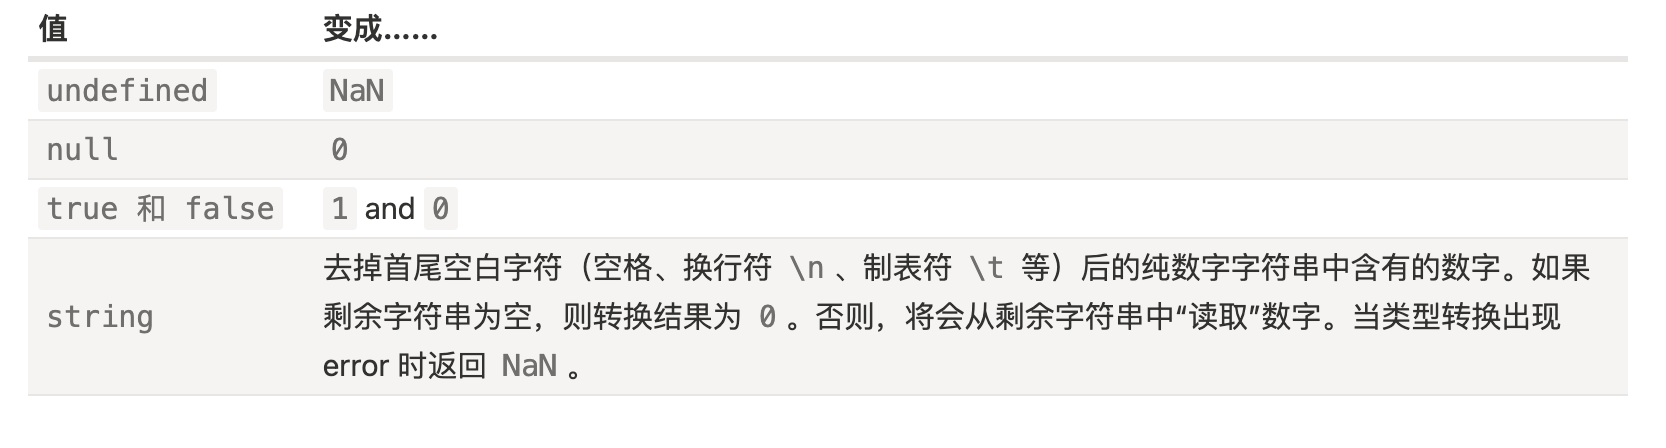 值 变成……
undefined NaN
null 0
true 和 false 1 and 0
string 去掉首尾空白字符（空格、换行符 \n 、制表符 \t 等）后的纯数字字符串中含有的数字。如果
剩余字符串为空，则转换结果为 0 。否则，将会从剩余字符串中“读取”数字。当类型转换出现
error 时返回 NaN 。